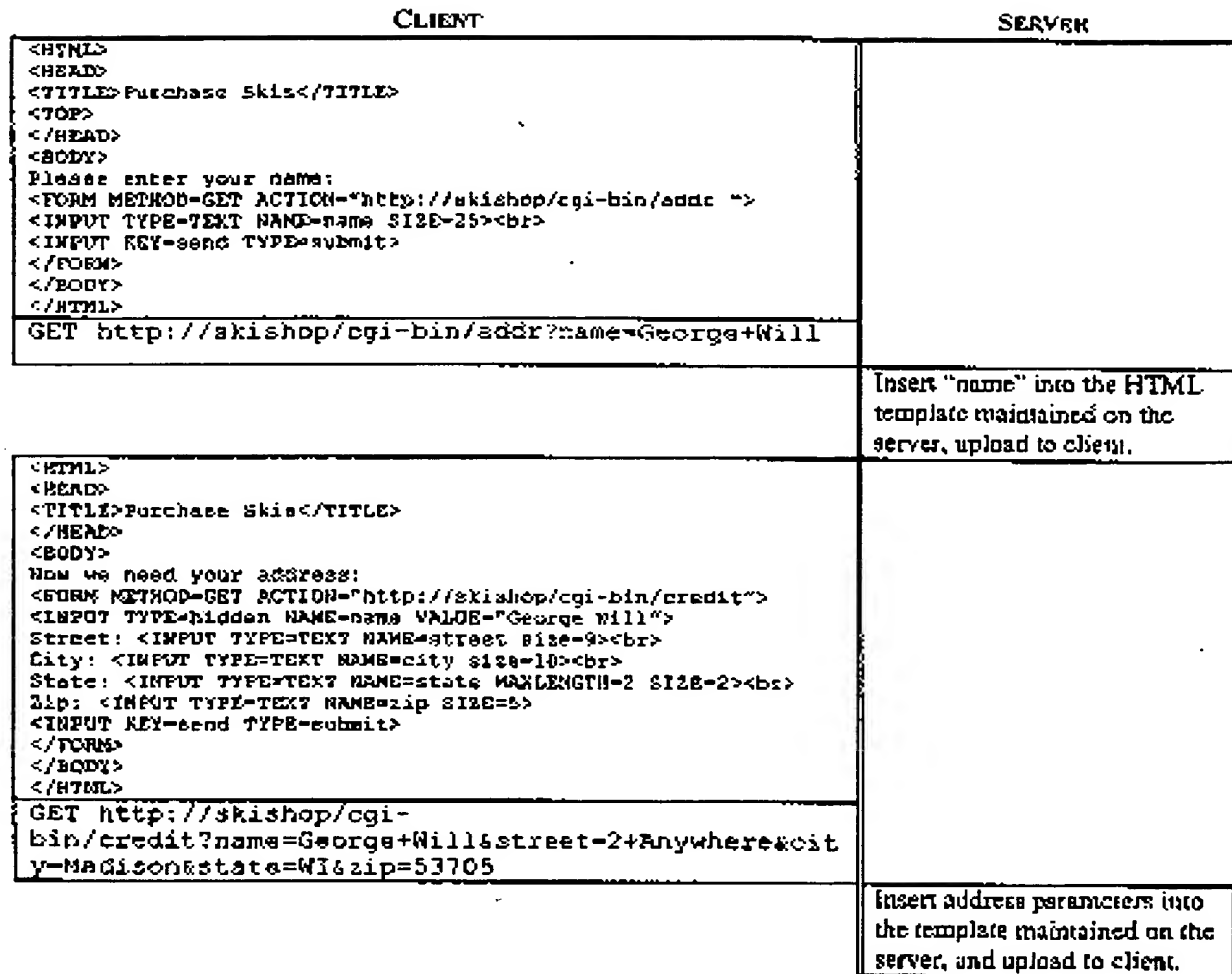 CLIENT SERVER
<HTML>
<HEAD>
<TITLE>Purchase Skis</TITLE>
<TOP>
</HEAD>
<BODY>
Please enter your name:
<FORM METHOD=GET ACTION="http://skishop/cgi-bin/addr ">
<INPUT TYPE=TEXT NAME=name SIZE=25><br>
<INPUT KEY=send TYPE=submit>
</FORM>
</BODY>
</HTML>
GET http://skishop/cgi-bin/addr?name=George+Will
Insert "name" into the HTML
template maintained on the
server, upload to client.
<HTML>
<HEAD>
<TITLE>Purchase Skis</TITLE>
</HEAD>
<BODY>
Now we need your address:
<FORM METHOD=GET ACTION="http://skishop/cgi-bin/credit">
<INPUT TYPE=hidden NAME=name VALUE="George Will">
Street: <INPUT TYPE=TEXT NAME=street size=9><br>
City: <INPUT TYPE=TEXT NAME=city size=10><br>
State: <INPUT TYPE=TEXT NAME=state MAXLENGTH=2 SIZE=2><br>
Zip: <INPUT TYPE=TEXT NAME=zip SIZE=5>
<INPUT KEY=send TYPE=submit>
</FORM>
</BODY>
</HTML>
GET http://skishop/cgi-
bin/credit?name=George+Will&street=2+Anywhere&cit
y=Madison&state=WI&zip=53705
Insert address parameters into
the template maintained on the
server, and upload to client.